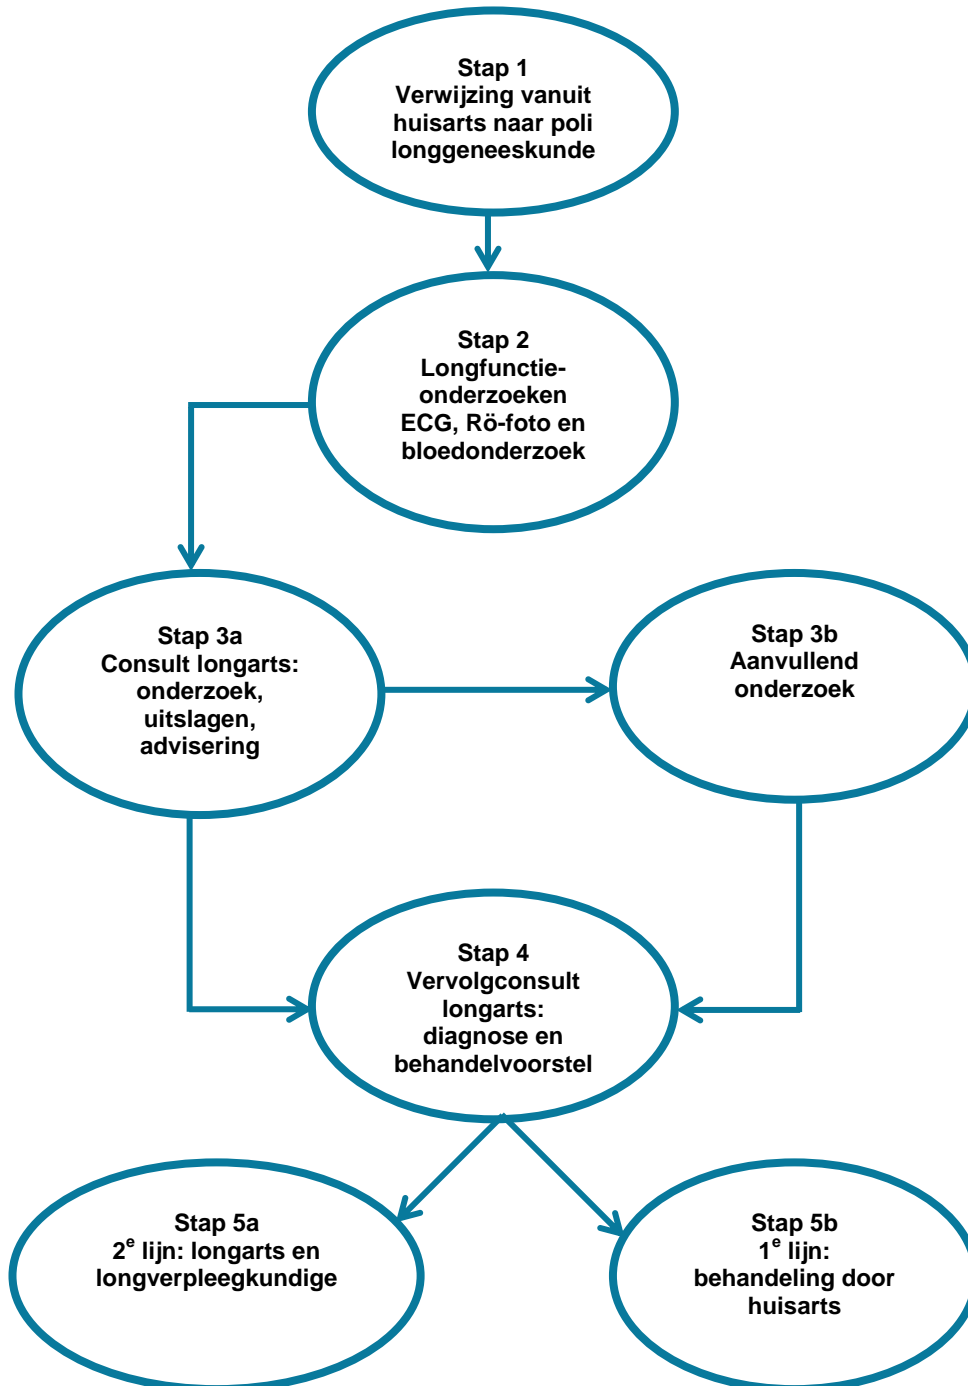 Stap 1
Verwijzing vanuit
huisarts naar poli
longgeneeskunde
Stap 2
Longfunctie-
onderzoeken
ECG, Rö-foto en
bloedonderzoek
Stap 3a
Consult longarts:
onderzoek,
uitslagen,
advisering
Stap 3b
Aanvullend
onderzoek
Stap 4
Vervolgconsult
longarts:
diagnose en
behandelvoorstel
Stap 5a
2e lijn: longarts en
longverpleegkundige
Stap 5b
1e lijn:
behandeling door
huisarts